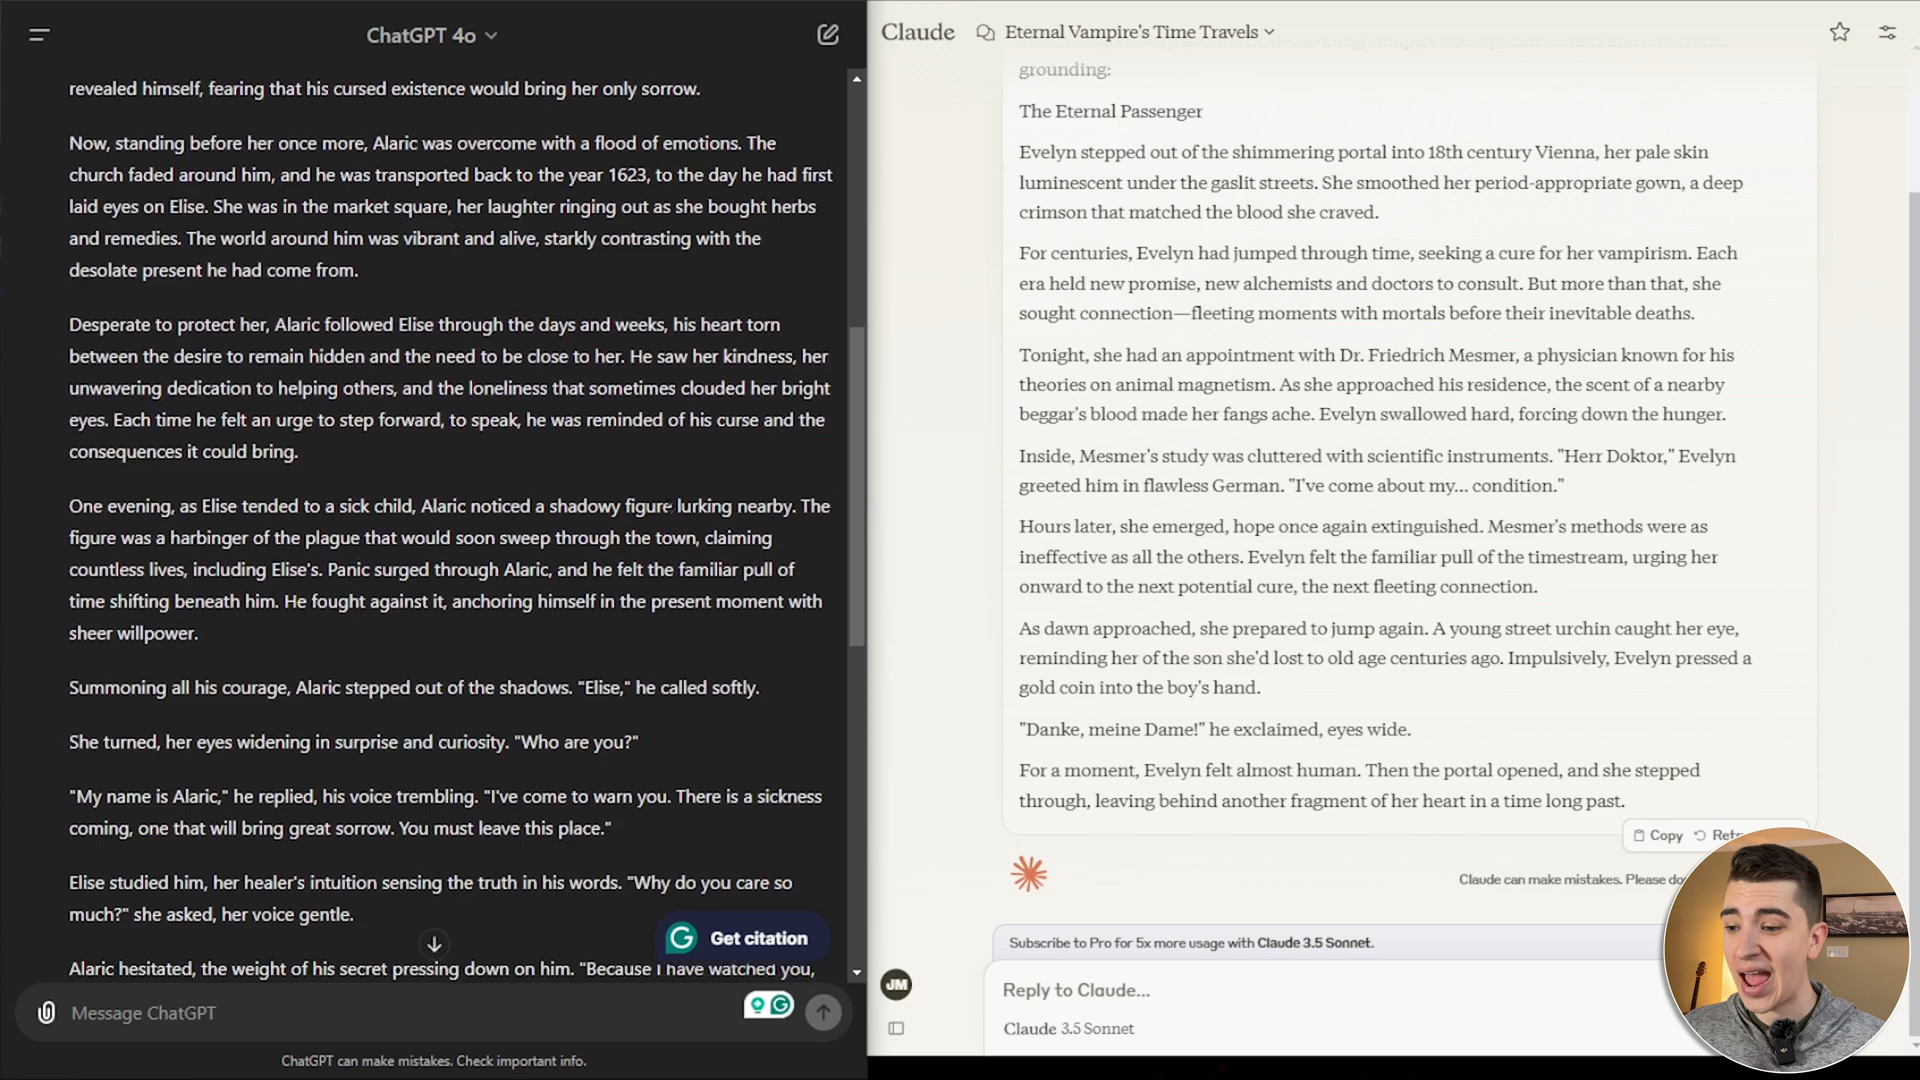 ChatGPT 4o
revealed himself, fearing that his cursed existence would bring her only sorrow.
Now, standing before her once more, Alaric was overcome with a flood of emotions. The
church faded around him, and he was transported back to the year 1623, to the day he had first
laid eyes on Elise. She was in the market square, her laughter ringing out as she bought herbs
and remedies. The world around him was vibrant and alive, starkly contrasting with the
desolate present he had come from.
Desperate to protect her, Alaric followed Elise through the days and weeks, his heart torn
between the desire to remain hidden and the need to be close to her. He saw her kindness, her
unwavering dedication to helping others, and the loneliness that sometimes clouded her bright
eyes. Each time he felt an urge to step forward, to speak, he was reminded of his curse and the
consequences it could bring.
One evening, as Elise tended to a sick child, Alaric noticed a shadowy figure lurking nearby. The
figure was a harbinger of the plague that would soon sweep through the town, claiming
countless lives, including Elise's. Panic surged through Alaric, and he felt the familiar pull of
time shifting beneath him. He fought against it, anchoring himself in the present moment with
sheer willpower.
Summoning all his courage, Alaric stepped out of the shadows. "Elise," he called softly.
She turned, her eyes widening in surprise and curiosity. "Who are you?"
"My name is Alaric," he replied, his voice trembling. "I've come to warn you. There is a sickness
coming, one that will bring great sorrow. You must leave this place."
Elise studied him, her healer's intuition sensing the truth in his words. "Why do you care so
much?" she asked, her voice gentle.
Get citation
Alaric hesitated, the weight of his secret pressing down on him. "Because I have watched you,
Message ChatGPT
ChatGPT can make mistakes. Check important info.
Claude
Eternal Vampire's Time Travels
grounding:
The Eternal Passenger
Evelyn stepped out of the shimmering portal into 18th century Vienna, her pale skin
luminescent under the gaslit streets. She smoothed her period-appropriate gown, a deep
crimson that matched the blood she craved.
For centuries, Evelyn had jumped through time, seeking a cure for her vampirism. Each
era held new promise, new alchemists and doctors to consult. But more than that, she
sought connection—fleeting moments with mortals before their inevitable deaths.
Tonight, she had an appointment with Dr. Friedrich Mesmer, a physician known for his
theories on animal magnetism. As she approached his residence, the scent of a nearby
beggar's blood made her fangs ache. Evelyn swallowed hard, forcing down the hunger.
Inside, Mesmer's study was cluttered with scientific instruments. "Herr Doktor," Evelyn
greeted him in flawless German. "I've come about my... condition."
Hours later, she emerged, hope once again extinguished. Mesmer's methods were as
ineffective as all the others. Evelyn felt the familiar pull of the timestream, urging her
onward to the next potential cure, the next fleeting connection.
As dawn approached, she prepared to jump again. A young street urchin caught her eye,
reminding her of the son she'd lost to old age centuries ago. Impulsively, Evelyn pressed a
gold coin into the boy's hand.
"Danke, meine Dame!" he exclaimed, eyes wide.
For a moment, Evelyn felt almost human. Then the portal opened, and she stepped
through, leaving behind another fragment of her heart in a time long past.
Copy Retr
Claude can make mistakes. Please do
Subscribe to Pro for 5x more usage with Claude 3.5 Sonnet.
JM
Reply to Claude...
Claude 3.5 Sonnet